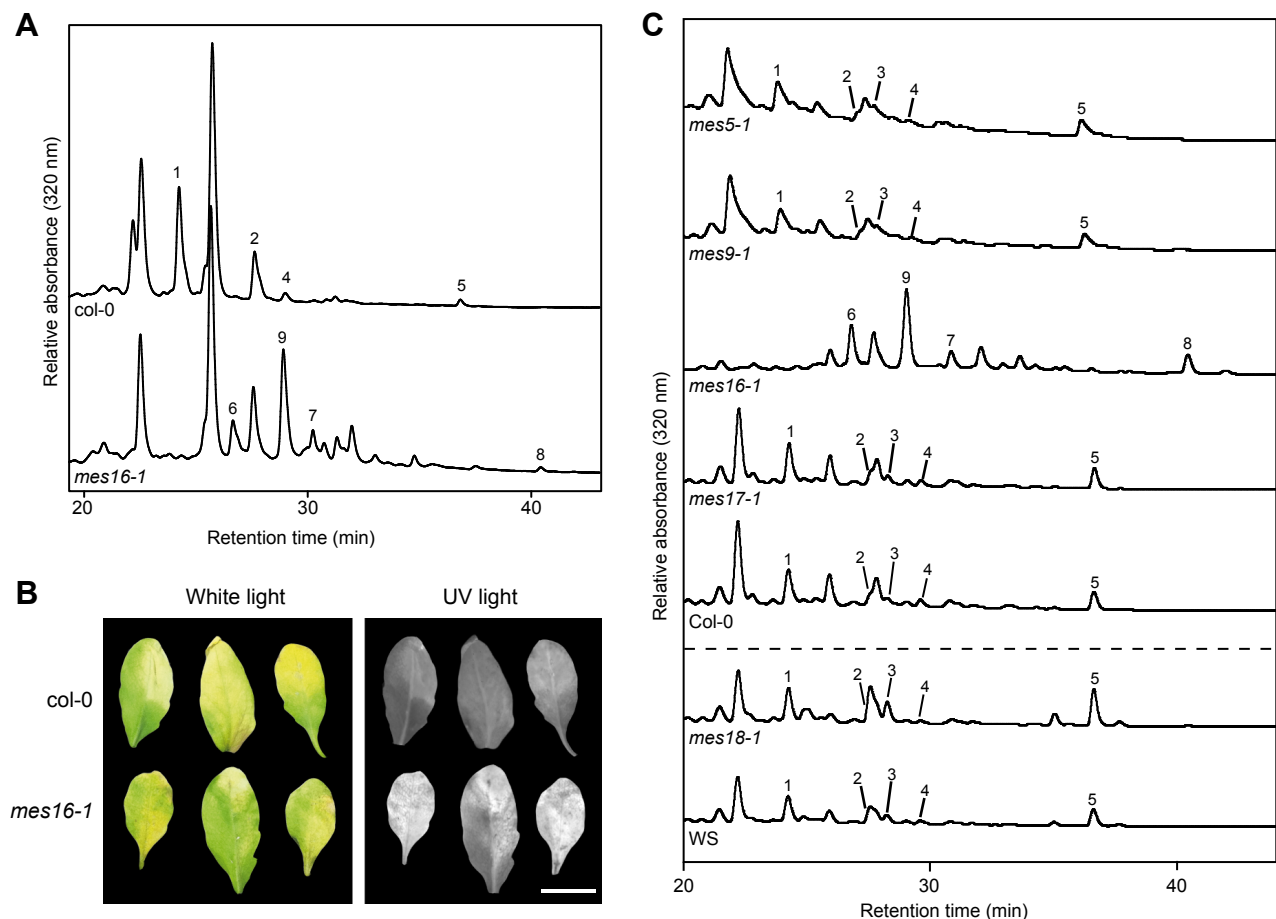 A
Relative absorbance (320 nm)
1
2
4
5
col-0
9
6
7
8
mes16-1
20 30 40
Retention time (min)
B
White light UV light
col-0
mes16-1
C
Relative absorbance (320 nm)
1 2 3 4 5
mes5-1
1 2 3 4 5
mes9-1
6 9 7 8
mes16-1
1 2 3 4 5
mes17-1
1 2 3 4 5
Col-0
1 2 3 4 5
mes18-1
1 2 3 4 5
WS
20 30 40
Retention time (min)